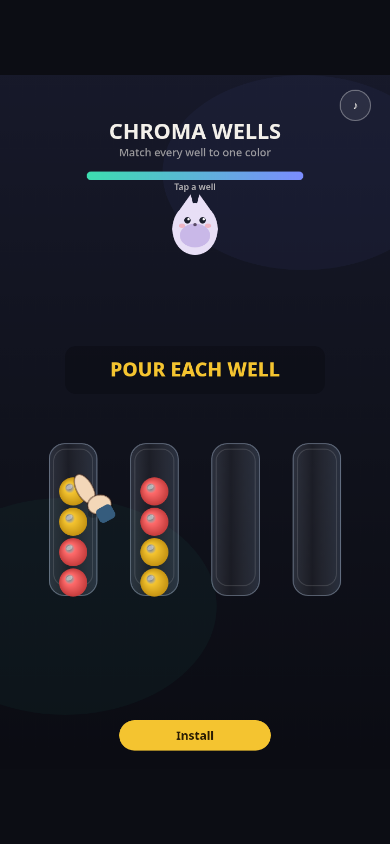 ♪
CHROMA WELLS
Match every well to one color
Tap a well
POUR EACH WELL
Install